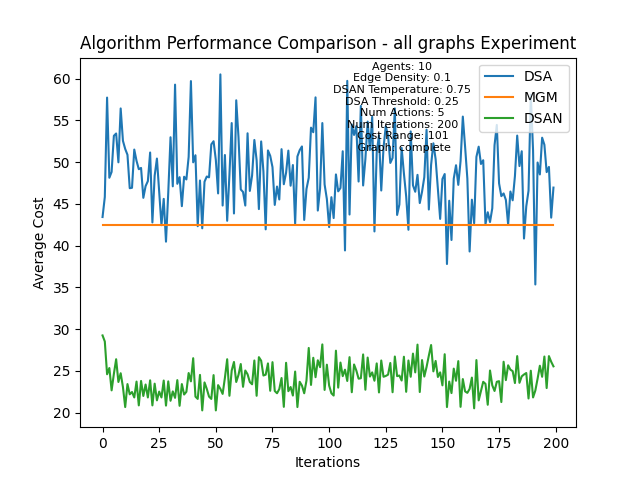 Algorithm Performance Comparison - all graphs Experiment
Agents: 10
Edge Density: 0.1
DSAN Temperature: 0.75
DSA Threshold: 0.25
Num Actions: 5
Num Iterations: 200
Cost Range: 101
Graph: complete
DSA
MGM
DSAN
Average Cost
60
55
50
45
40
35
30
25
20
0
25
50
75
100
125
150
175
200
Iterations